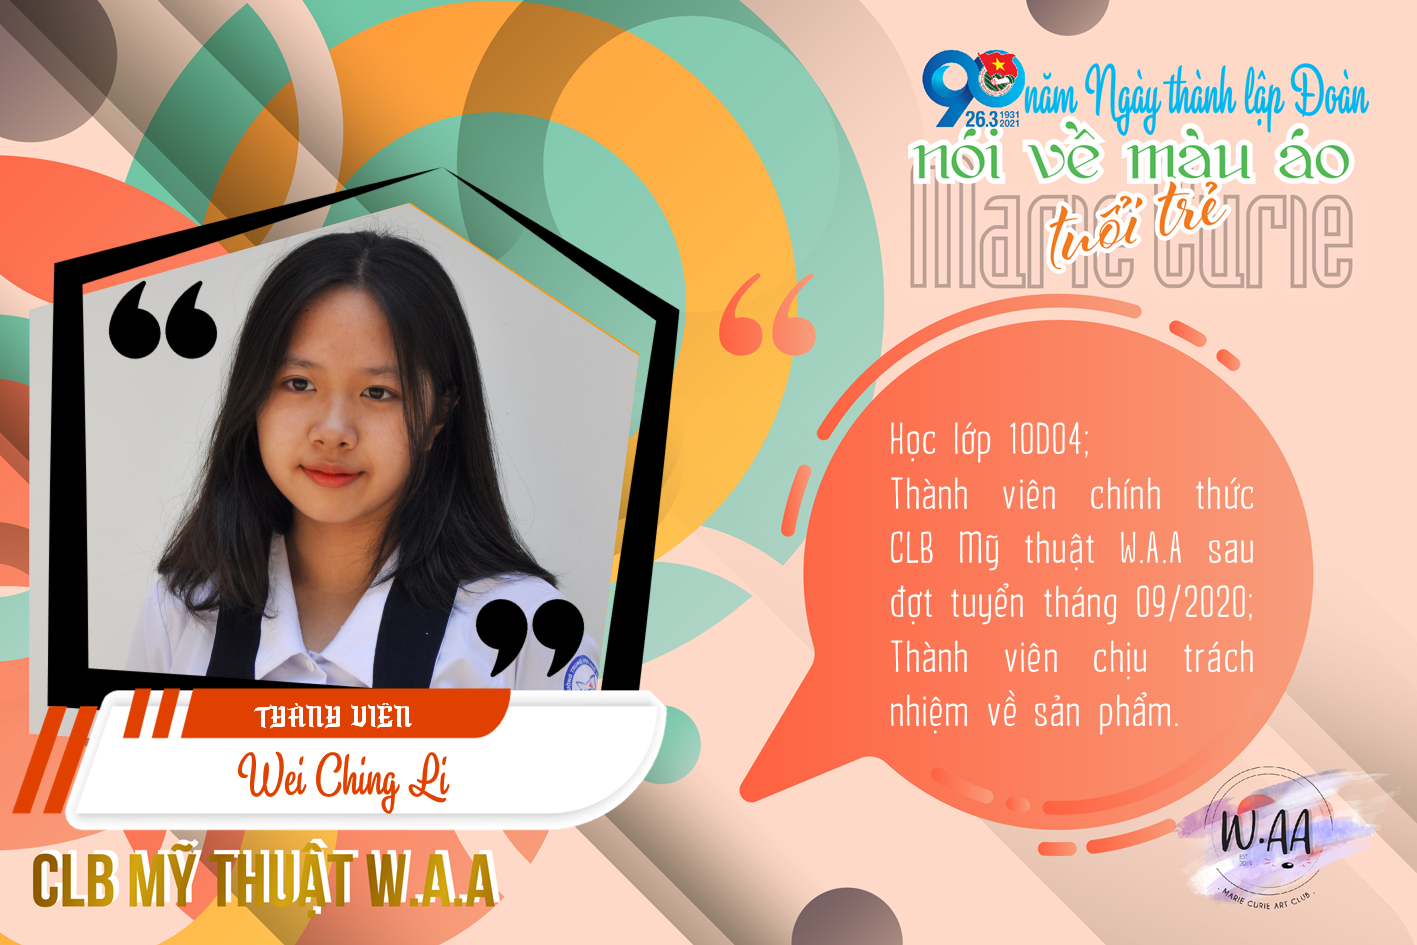 90 năm Ngày thành lập Đoàn
26.3 1931 2021
nói về màu áo
Marie Curie
tuổi trẻ
Học lớp 10D04;
Thành viên chính thức
CLB Mỹ thuật W.A.A sau
đợt tuyển tháng 09/2020;
Thành viên chịu trách
nhiệm về sản phẩm.
THÀNH VIÊN
Wei Ching Li
CLB MỸ THUẬT W.A.A
W.AA
MARIE CURIE ART CLUB